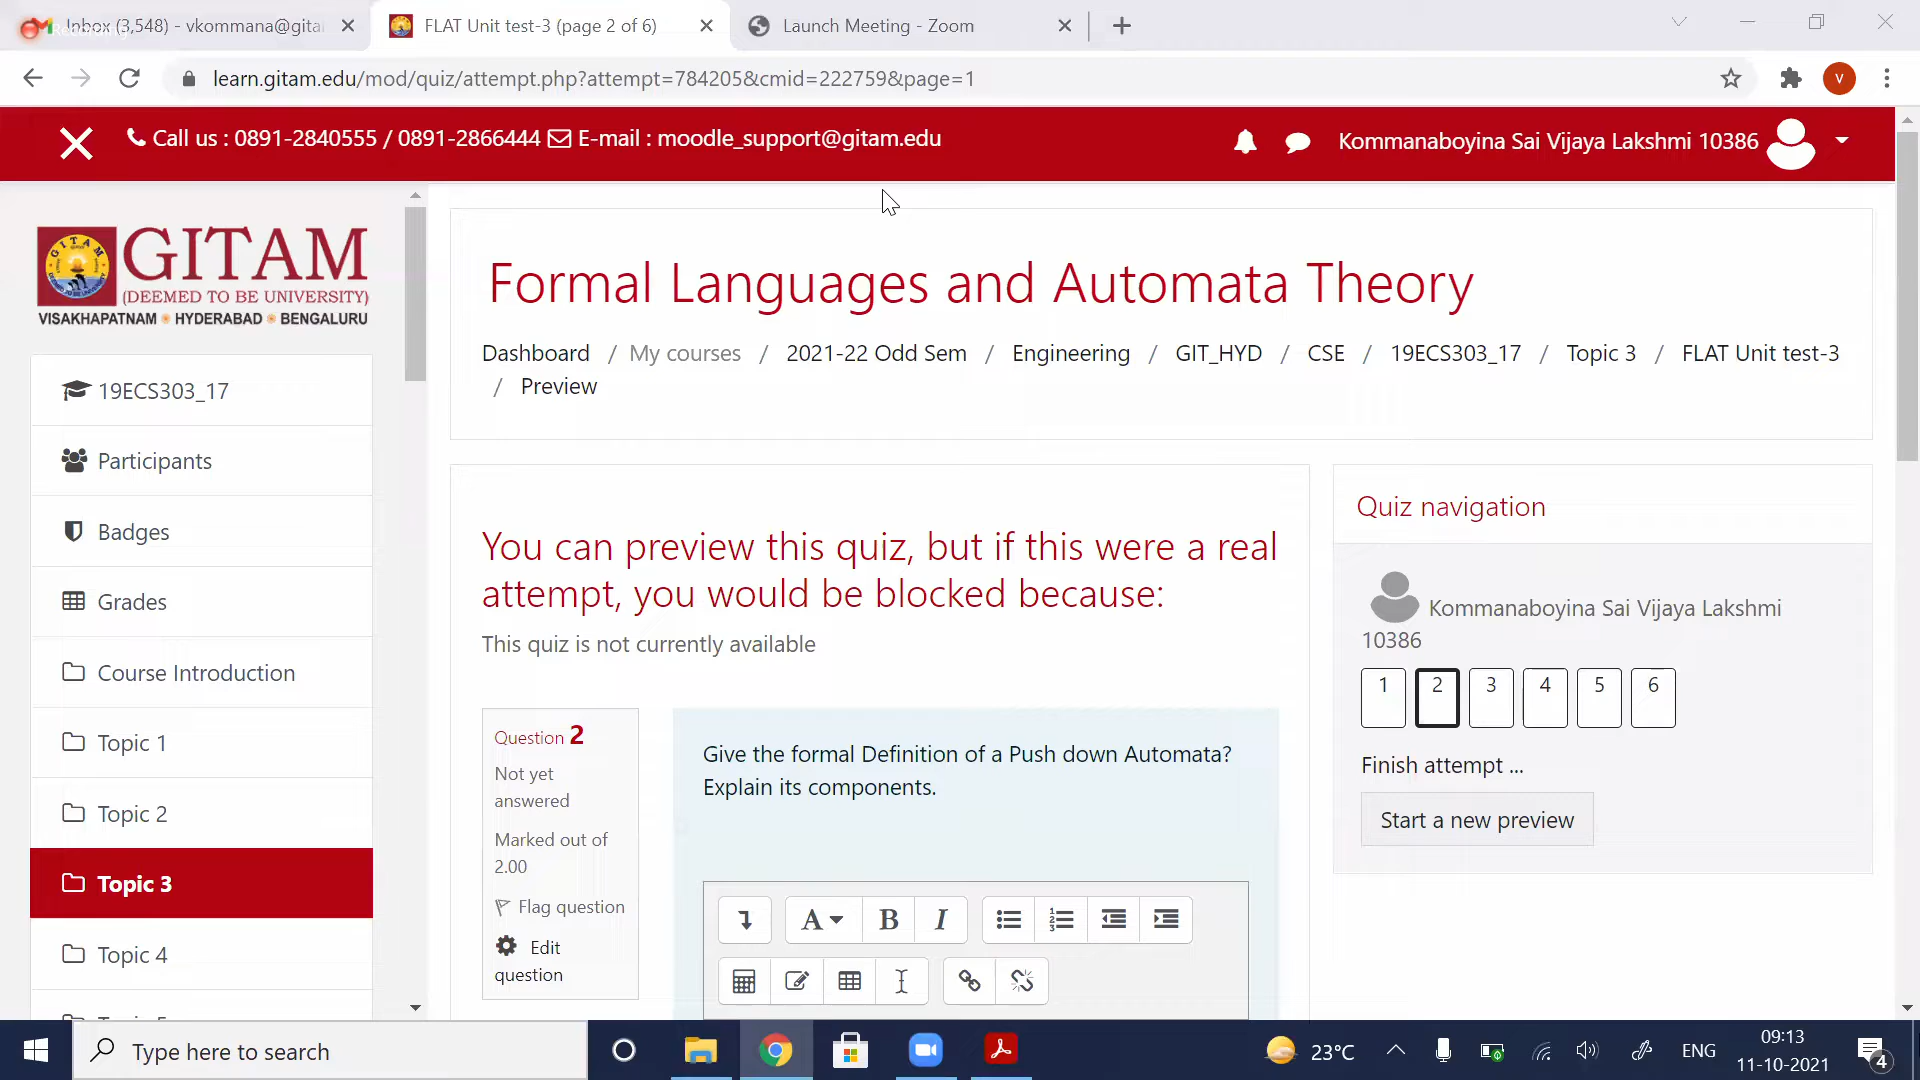 Inbox (3,548) - vkommana@gita
FLAT Unit test-3 (page 2 of 6)
Launch Meeting - Zoom
Recording
learn.gitam.edu/mod/quiz/attempt.php?attempt=784205&cmid=222759&page=1
V
Call us : 0891-2840555 / 0891-2866444 E-mail : moodle_support@gitam.edu
Kommanaboyina Sai Vijaya Lakshmi 10386
GITAM
GITAM
(DEEMED TO BE UNIVERSITY)
VISAKHAPATNAM HYDERABAD BENGALURU
19ECS303_17
Participants
Badges
Grades
Course Introduction
Topic 1
Topic 2
Topic 3
Topic 4
Formal Languages and Automata Theory
Dashboard / My courses / 2021-22 Odd Sem / Engineering / GIT_HYD / CSE / 19ECS303_17 / Topic 3 / FLAT Unit test-3
/ Preview
You can preview this quiz, but if this were a real
attempt, you would be blocked because:
This quiz is not currently available
Question 2
Not yet
answered
Marked out of
2.00
Flag question
Edit
question
Give the formal Definition of a Push down Automata?
Explain its components.
A B I
Quiz navigation
Kommanaboyina Sai Vijaya Lakshmi
10386
1 2 3 4 5 6
Finish attempt ...
Start a new preview
Type here to search
23°C
ENG
09:13
11-10-2021
4